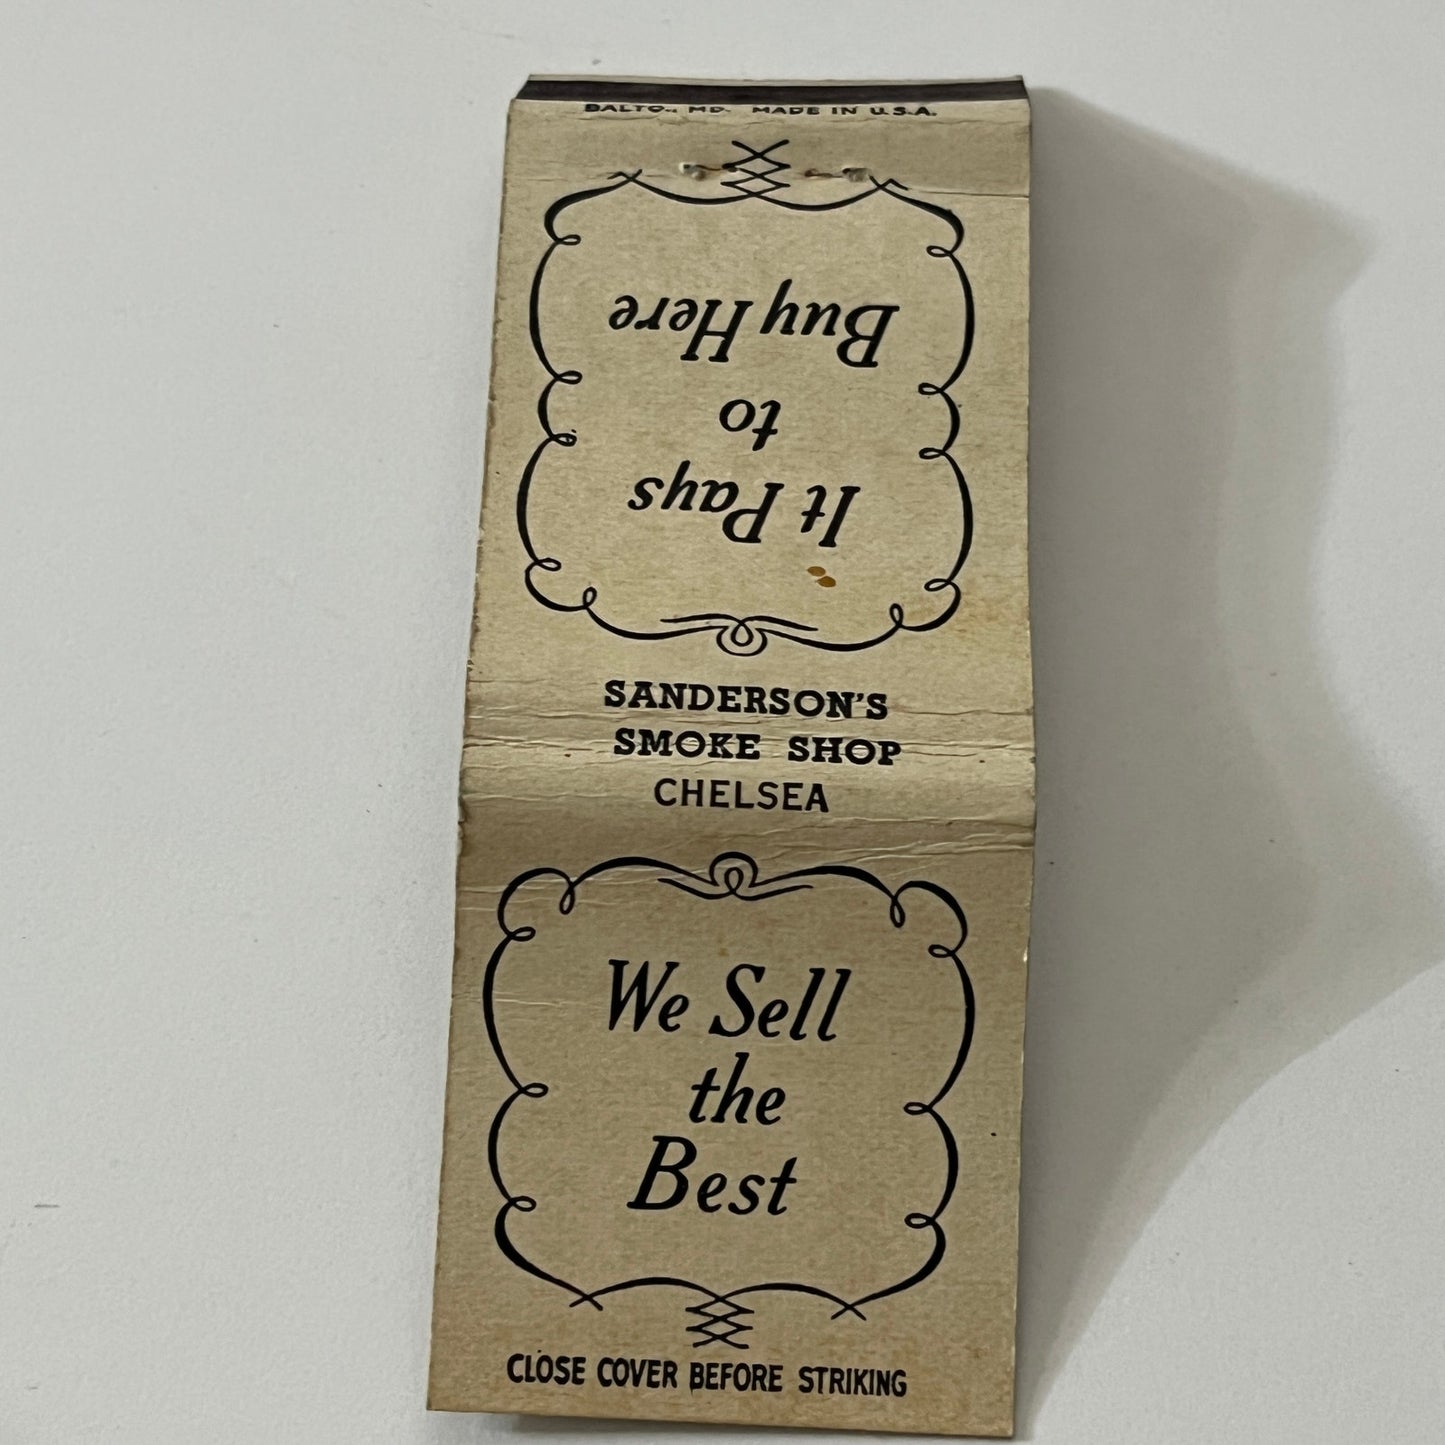 BALTO., MD. MADE IN U.S.A.
It Pays
to
Buy Here
SANDERSON'S
SMOKE SHOP
CHELSEA
We Sell
the
Best
CLOSE COVER BEFORE STRIKING